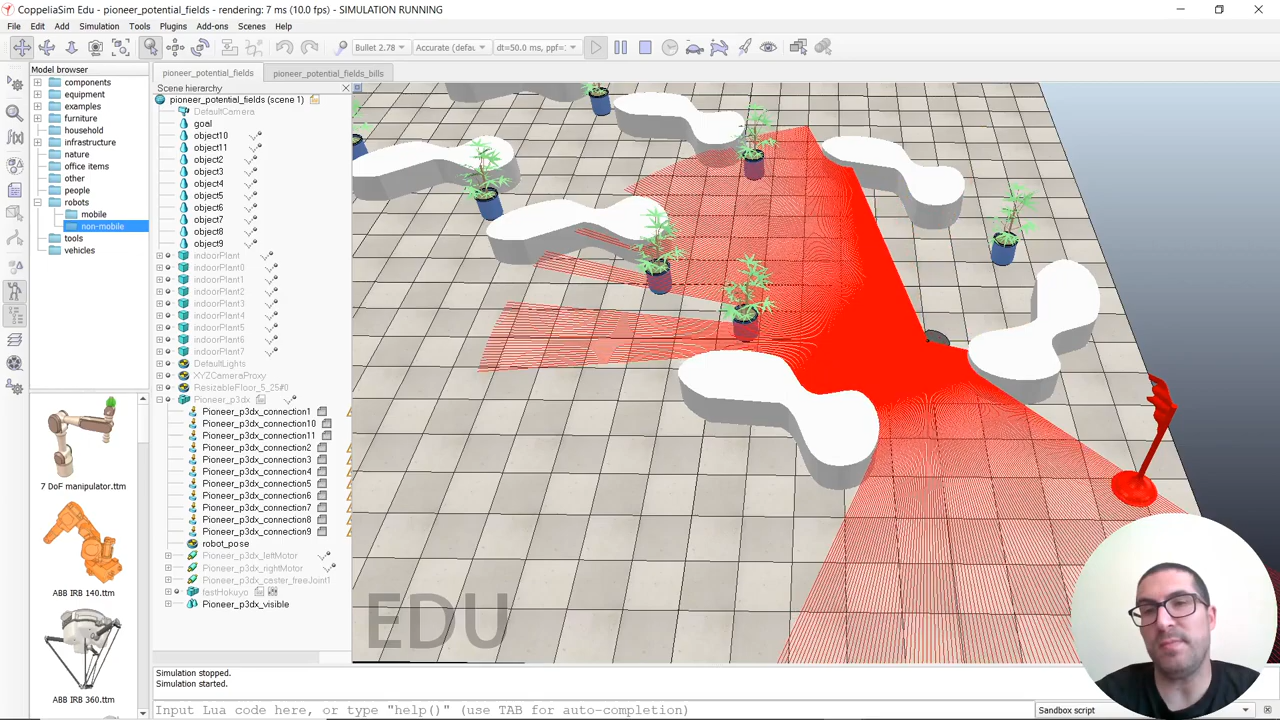 CoppeliaSim Edu - pioneer_potential_fields - rendering: 7 ms (10.0 fps) - SIMULATION RUNNING
File Edit Add Simulation Tools Plugins Add-ons Scenes Help
Bullet 2.78 Accurate (defau dt=50.0 ms, ppf=
Model browser
components
equipment
examples
furniture
household
infrastructure
nature
office items
other
people
robots
mobile
non-mobile
tools
vehicles
7 DoF manipulator.ttm
ABB IRB 140.ttm
ABB IRB 360.ttm
pioneer_potential_fields pioneer_potential_fields_bills
Scene hierarchy
pioneer_potential_fields (scene 1)
DefaultCamera
goal
object10
object11
object2
object3
object4
object5
object6
object7
object8
object9
indoorPlant
indoorPlant0
indoorPlant1
indoorPlant2
indoorPlant3
indoorPlant4
indoorPlant5
indoorPlant6
indoorPlant7
DefaultLights
XYZCameraProxy
ResizableFloor_5_25#0
Pioneer_p3dx
Pioneer_p3dx_connection1
Pioneer_p3dx_connection10
Pioneer_p3dx_connection11
Pioneer_p3dx_connection2
Pioneer_p3dx_connection3
Pioneer_p3dx_connection4
Pioneer_p3dx_connection5
Pioneer_p3dx_connection6
Pioneer_p3dx_connection7
Pioneer_p3dx_connection8
Pioneer_p3dx_connection9
robot_pose
Pioneer_p3dx_leftMotor
Pioneer_p3dx_rightMotor
Pioneer_p3dx_caster_freeJoint1
fastHokuyo
Pioneer_p3dx_visible
EDU
Simulation stopped.
Simulation started.
Input Lua code here, or type "help()" (use TAB for auto-completion)
Sandbox script